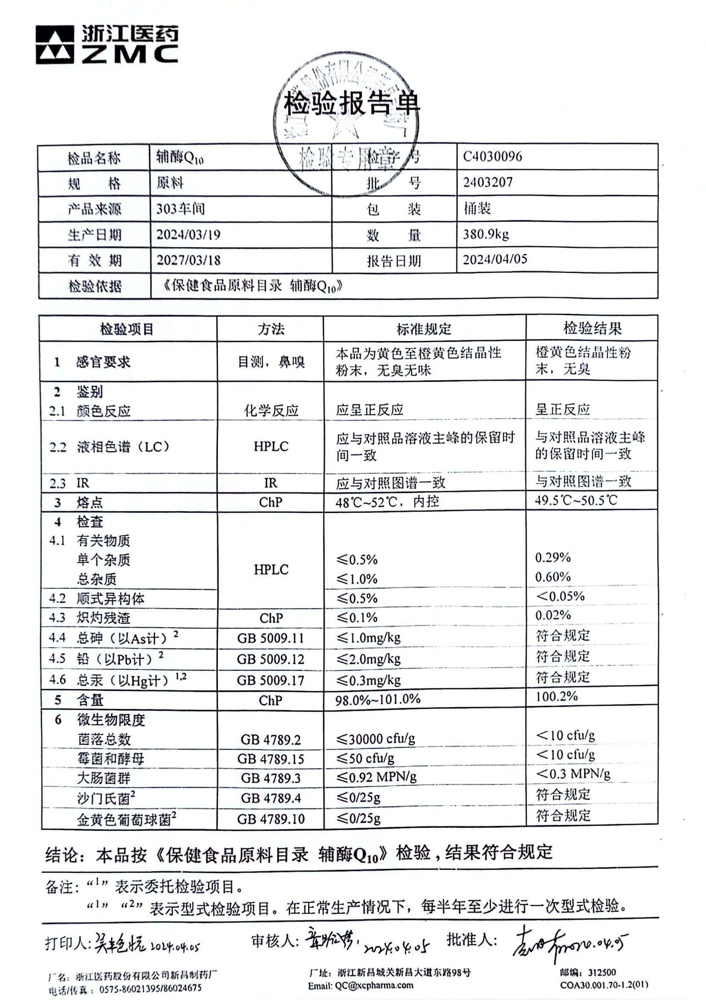 浙江医药
ZMC
检验报告单
股份有限公司
检验专用章
检品名称 辅酶Q10 检 字 号 C4030096
规 格 原料 批 号 2403207
产品来源 303车间 包 装 桶装
生产日期 2024/03/19 数 量 380.9kg
有 效 期 2027/03/18 报告日期 2024/04/05
检验依据 《保健食品原料目录 辅酶Q10》
检验项目 方法 标准规定 检验结果
1 感官要求 目测，鼻嗅 本品为黄色至橙黄色结晶性粉末，无臭无味 橙黄色结晶性粉末，无臭
2 鉴别
2.1 颜色反应 化学反应 应呈正反应 呈正反应
2.2 液相色谱（LC） HPLC 应与对照品溶液主峰的保留时间一致 与对照品溶液主峰的保留时间一致
2.3 IR IR 应与对照图谱一致 与对照图谱一致
3 熔点 ChP 48℃~52℃，内控 49.5℃~50.5℃
4 检查
4.1 有关物质
HPLC
单个杂质 ≤0.5% 0.29%
总杂质 ≤1.0% 0.60%
4.2 顺式异构体 ≤0.5% <0.05%
4.3 炽灼残渣 ChP ≤0.1% 0.02%
4.4 总砷（以As计）2 GB 5009.11 ≤1.0mg/kg 符合规定
4.5 铅（以Pb计）2 GB 5009.12 ≤2.0mg/kg 符合规定
4.6 总汞（以Hg计）1,2 GB 5009.17 ≤0.3mg/kg 符合规定
5 含量 ChP 98.0%~101.0% 100.2%
6 微生物限度
菌落总数 GB 4789.2 ≤30000 cfu/g <10 cfu/g
霉菌和酵母 GB 4789.15 ≤50 cfu/g <10 cfu/g
大肠菌群 GB 4789.3 ≤0.92 MPN/g <0.3 MPN/g
沙门氏菌2 GB 4789.4 ≤0/25g 符合规定
金黄色葡萄球菌2 GB 4789.10 ≤0/25g 符合规定
结论：本品按《保健食品原料目录 辅酶Q10》检验，结果符合规定
备注：“1”表示委托检验项目。
“1”“2”表示型式检验项目。在正常生产情况下，每半年至少进行一次型式检验。
打印人: 2024.04.05 审核人: 2024.04.05 批准人: 2024.04.05
厂名：浙江医药股份有限公司新昌制药厂 厂址：浙江新昌城关新昌大道东路98号 邮编：312500
电话/传真：0575-86021395/86024675 Email: QC@xcpharma.com COA30.001.70-1.2(01)